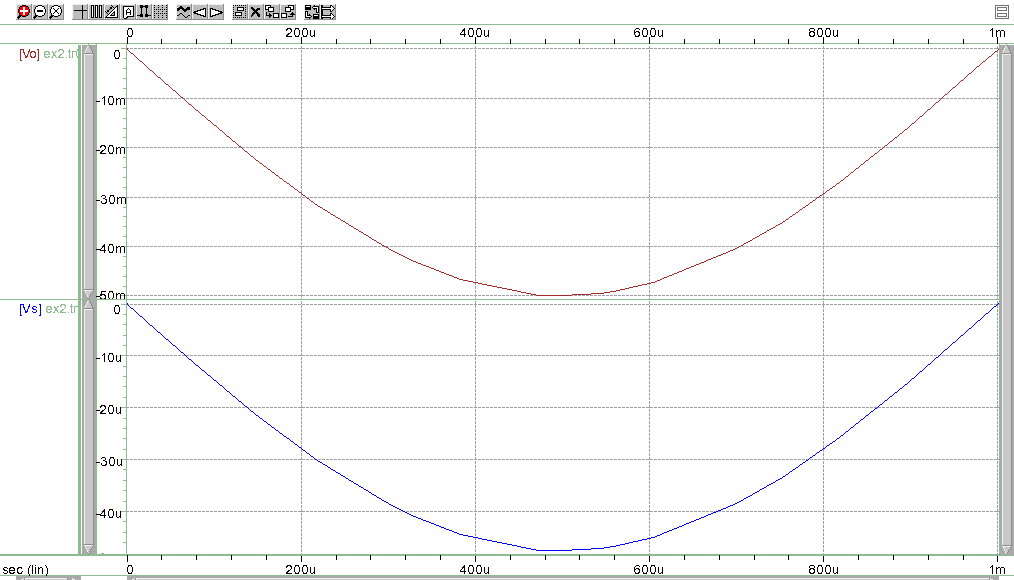 0 200u 400u 600u 800u 1m
[Vo] ex2.tr
0
-10m
-20m
-30m
-40m
-50m
[Vs] ex2.tr
0
-10u
-20u
-30u
-40u
sec (lin) 0 200u 400u 600u 800u 1m